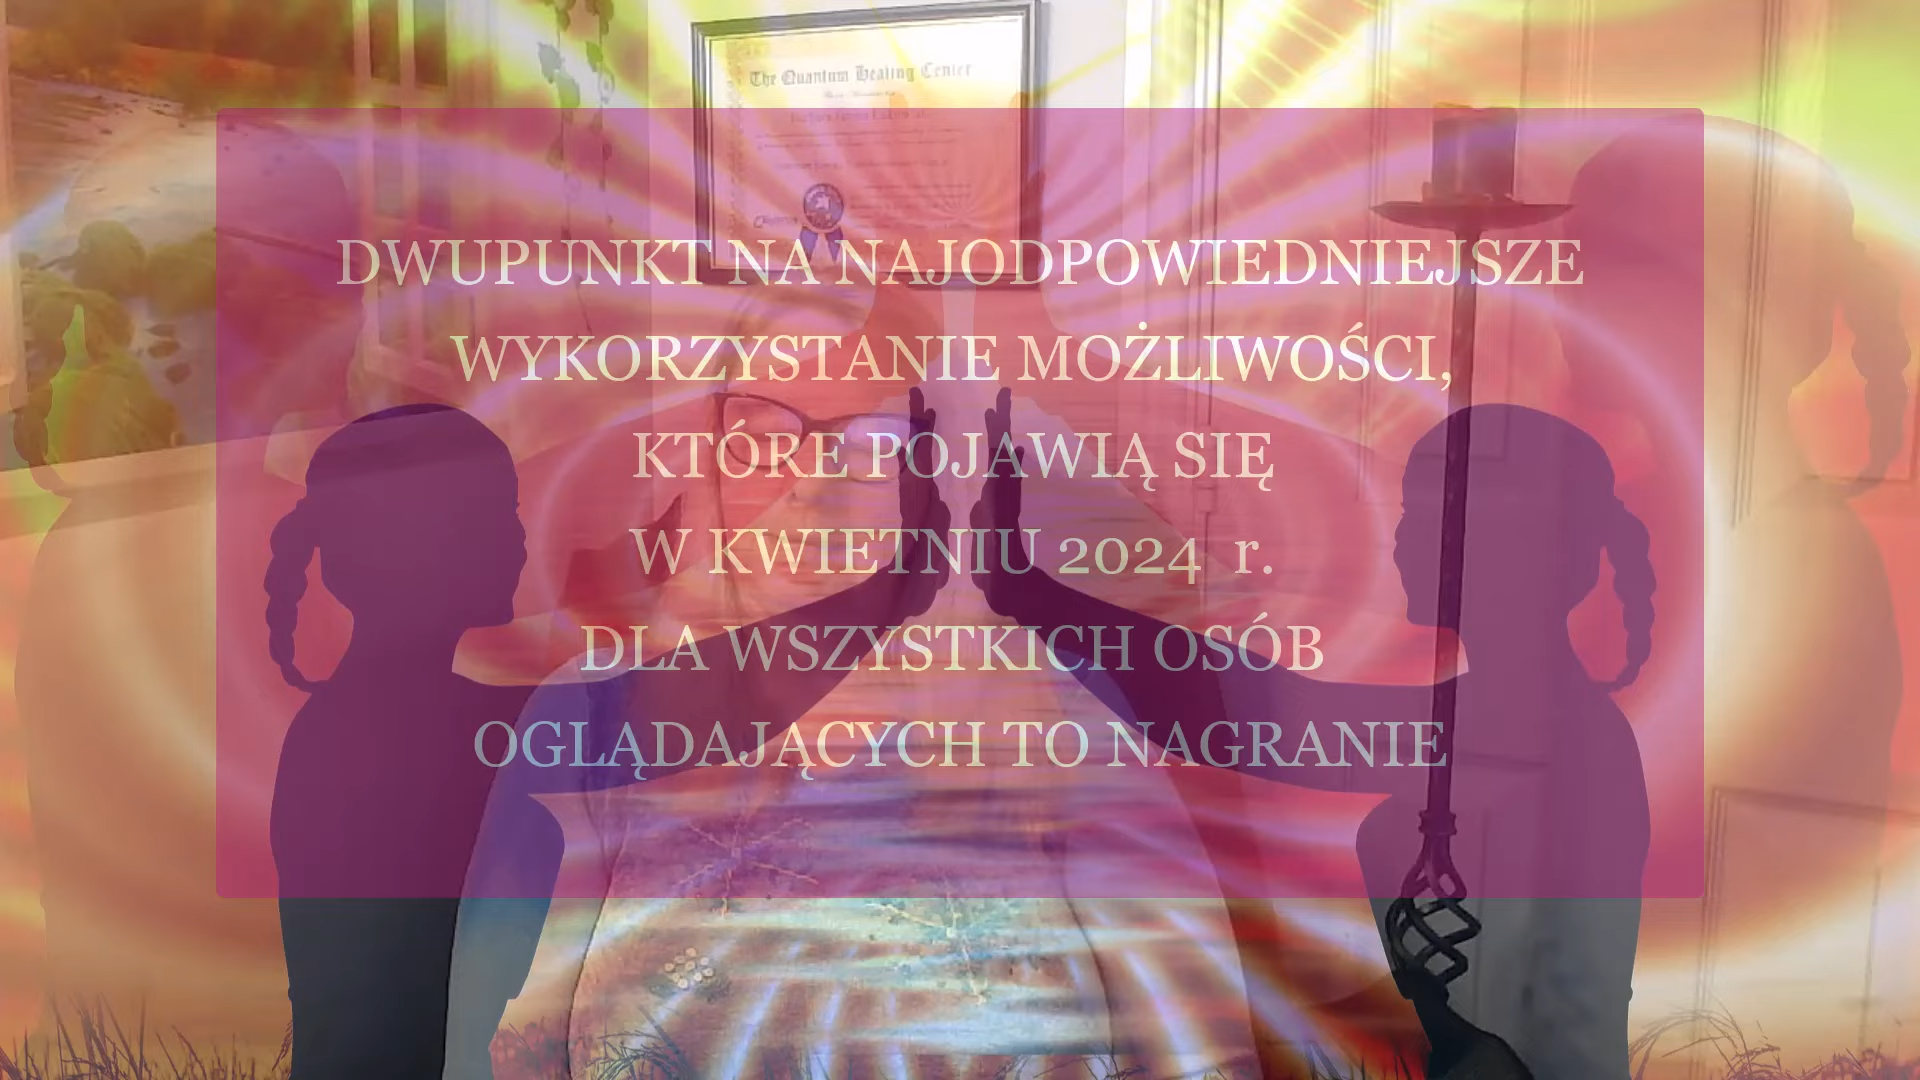 The Quantum Healing Center
DWUPUNKT NA NAJODPOWIEDNIEJSZE
WYKORZYSTANIE MOŻLIWOŚCI,
KTÓRE POJAWIĄ SIĘ
W KWIETNIU 2024 r.
DLA WSZYSTKICH OSÓB
OGLĄDAJĄCYCH TO NAGRANIE